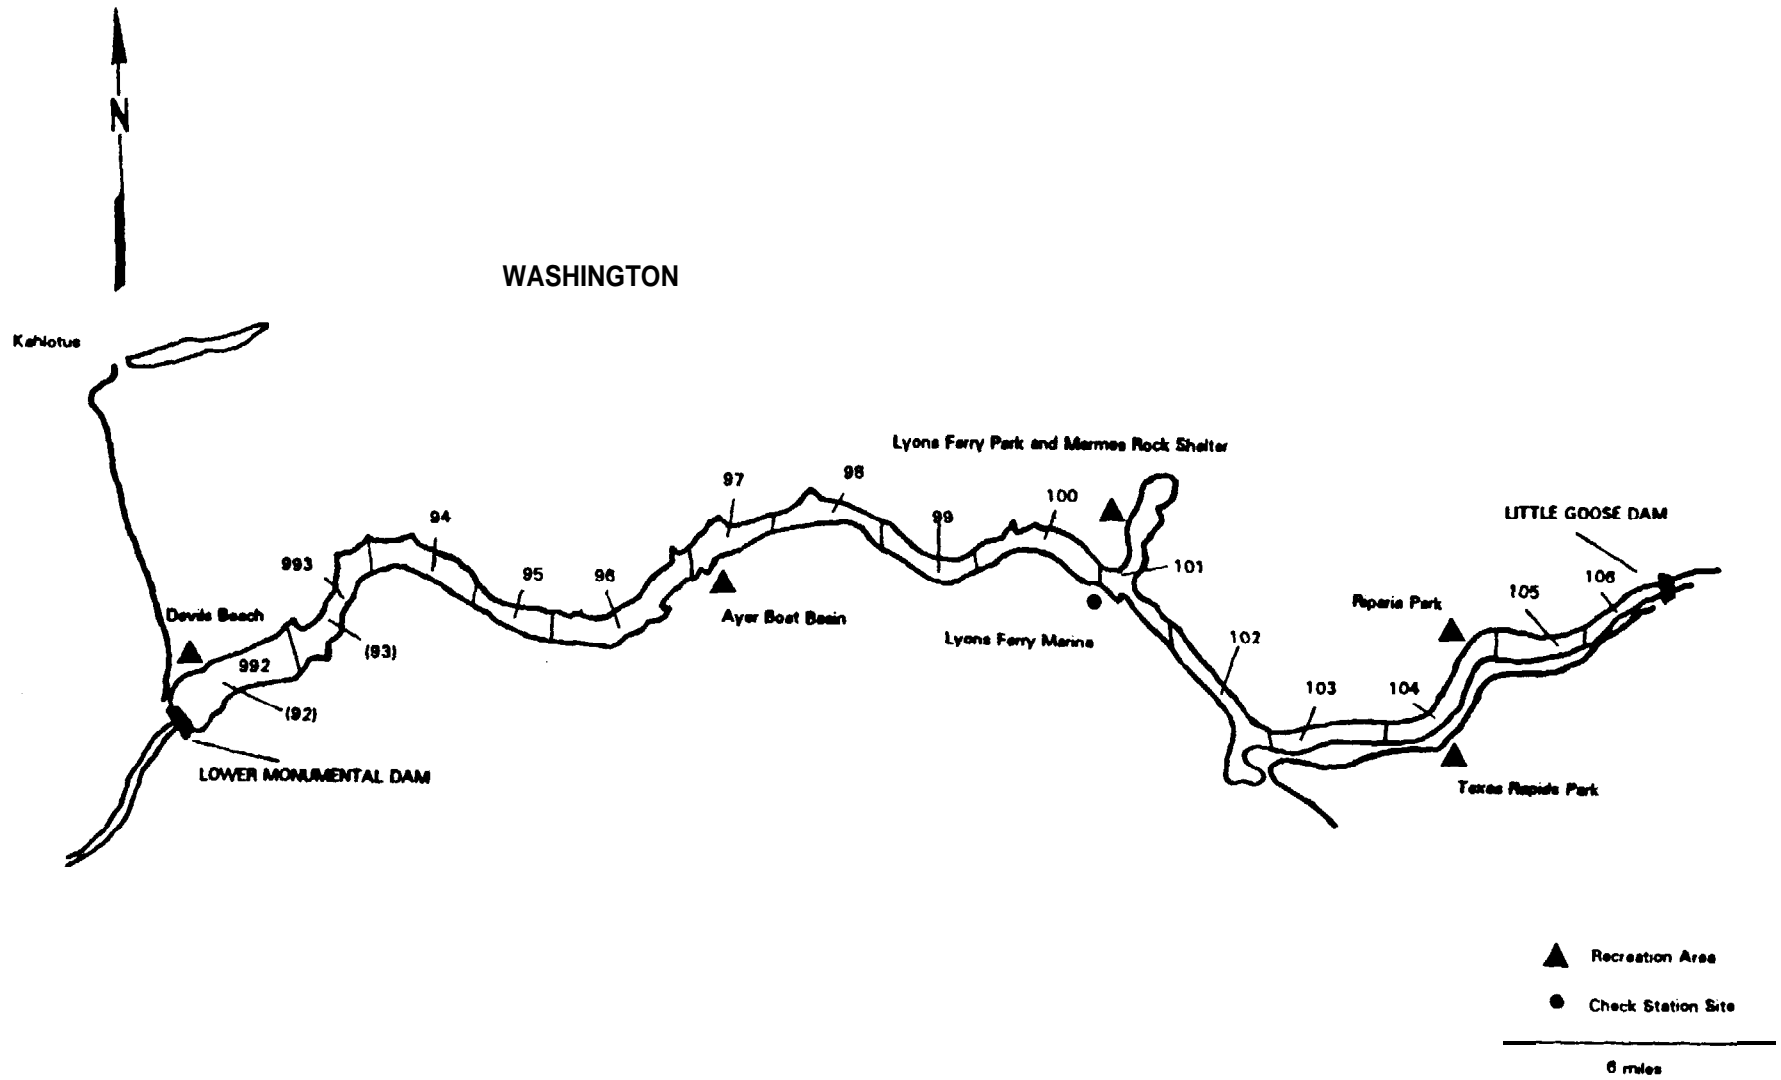 N
WASHINGTON
Kahlotus
Lyons Ferry Park and Marmes Rock Shelter
98
97
100
99
94
LITTLE GOOSE DAM
993
95
96
101
106
105
Devils Beach
Ayer Boat Basin
Riparia Park
Lyons Ferry Marina
102
992
(93)
103
104
(92)
LOWER MONUMENTAL DAM
Texas Rapids Park
Recreation Area
Check Station Site
6 miles